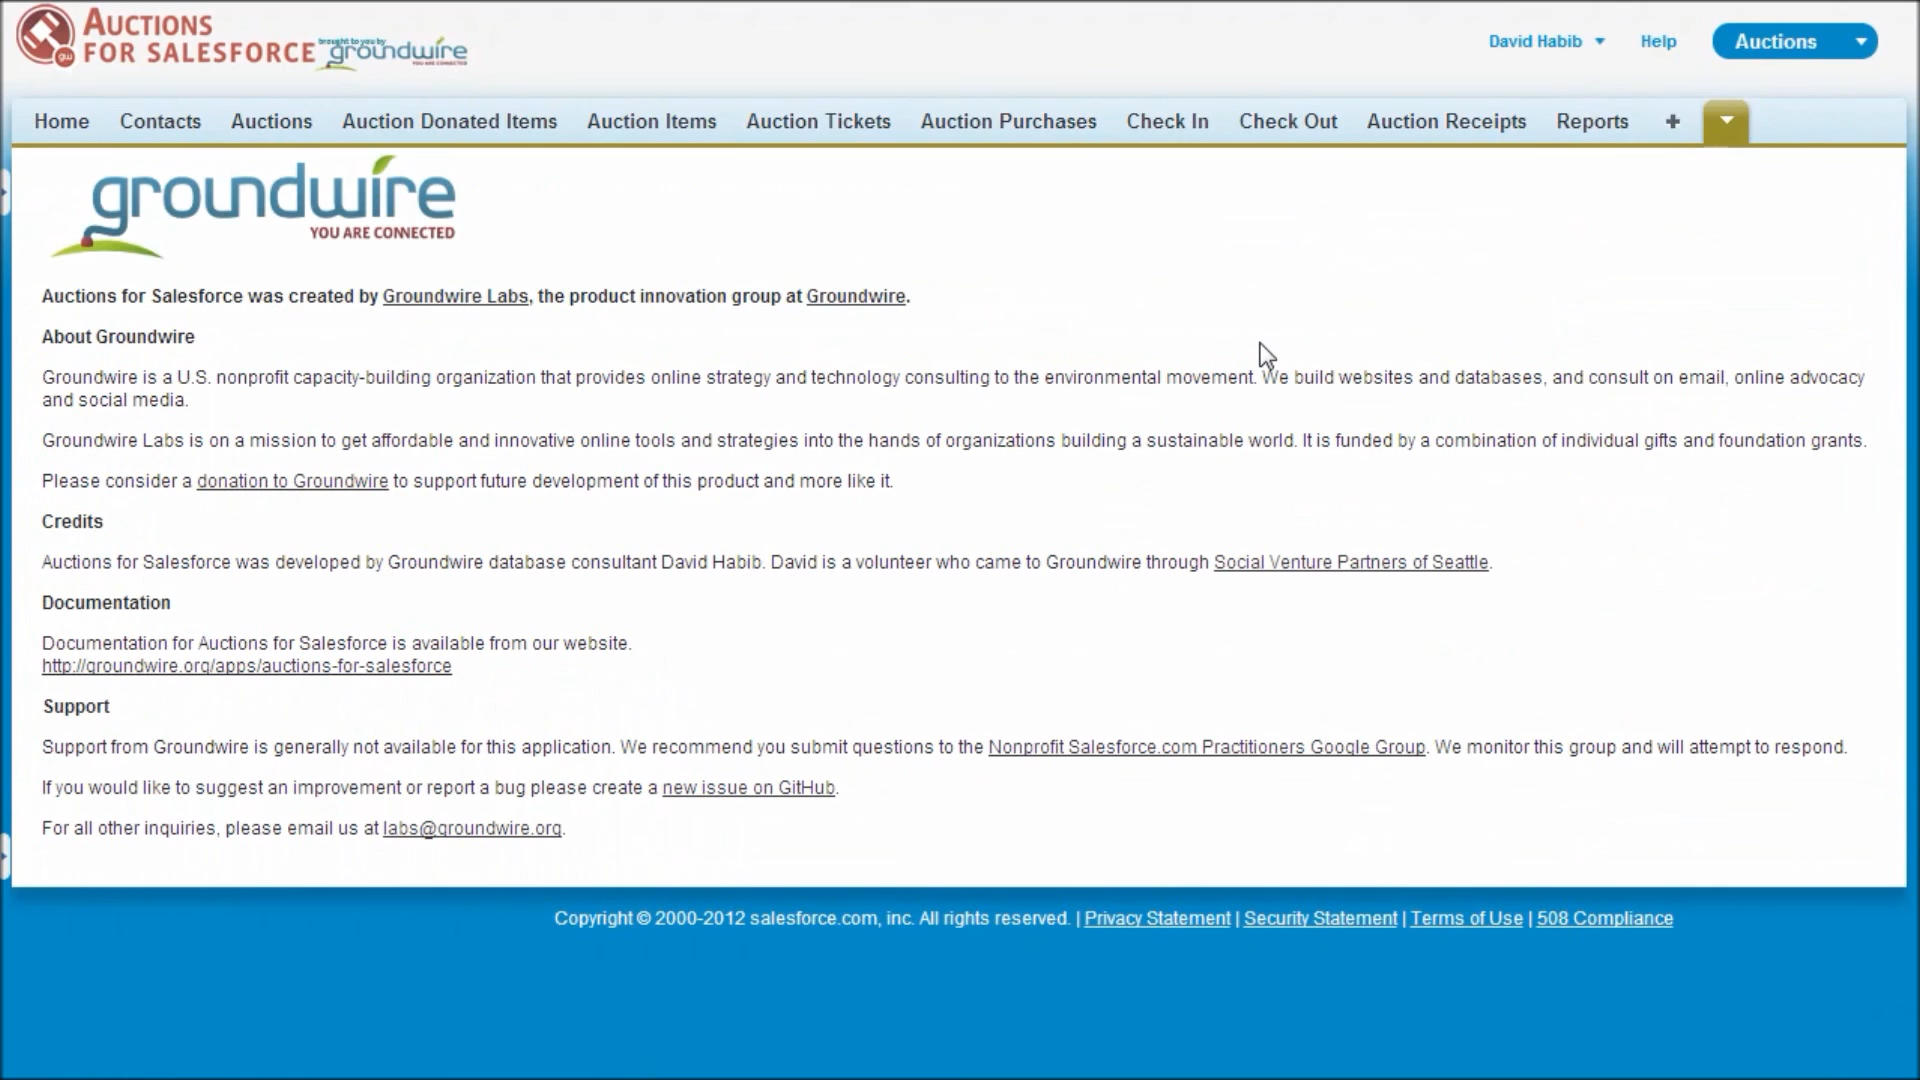 AUCTIONS
FOR SALESFORCE
brought to you by
groundwire
YOU ARE CONNECTED
David Habib
Help
Auctions
Home Contacts Auctions Auction Donated Items Auction Items Auction Tickets Auction Purchases Check In Check Out Auction Receipts Reports +
groundwire
YOU ARE CONNECTED
Auctions for Salesforce was created by Groundwire Labs, the product innovation group at Groundwire.
About Groundwire
Groundwire is a U.S. nonprofit capacity-building organization that provides online strategy and technology consulting to the environmental movement. We build websites and databases, and consult on email, online advocacy
and social media.
Groundwire Labs is on a mission to get affordable and innovative online tools and strategies into the hands of organizations building a sustainable world. It is funded by a combination of individual gifts and foundation grants.
Please consider a donation to Groundwire to support future development of this product and more like it.
Credits
Auctions for Salesforce was developed by Groundwire database consultant David Habib. David is a volunteer who came to Groundwire through Social Venture Partners of Seattle.
Documentation
Documentation for Auctions for Salesforce is available from our website.
http://groundwire.org/apps/auctions-for-salesforce
Support
Support from Groundwire is generally not available for this application. We recommend you submit questions to the Nonprofit Salesforce.com Practitioners Google Group. We monitor this group and will attempt to respond.
If you would like to suggest an improvement or report a bug please create a new issue on GitHub.
For all other inquiries, please email us at labs@groundwire.org.
Copyright © 2000-2012 salesforce.com, inc. All rights reserved. | Privacy Statement | Security Statement | Terms of Use | 508 Compliance